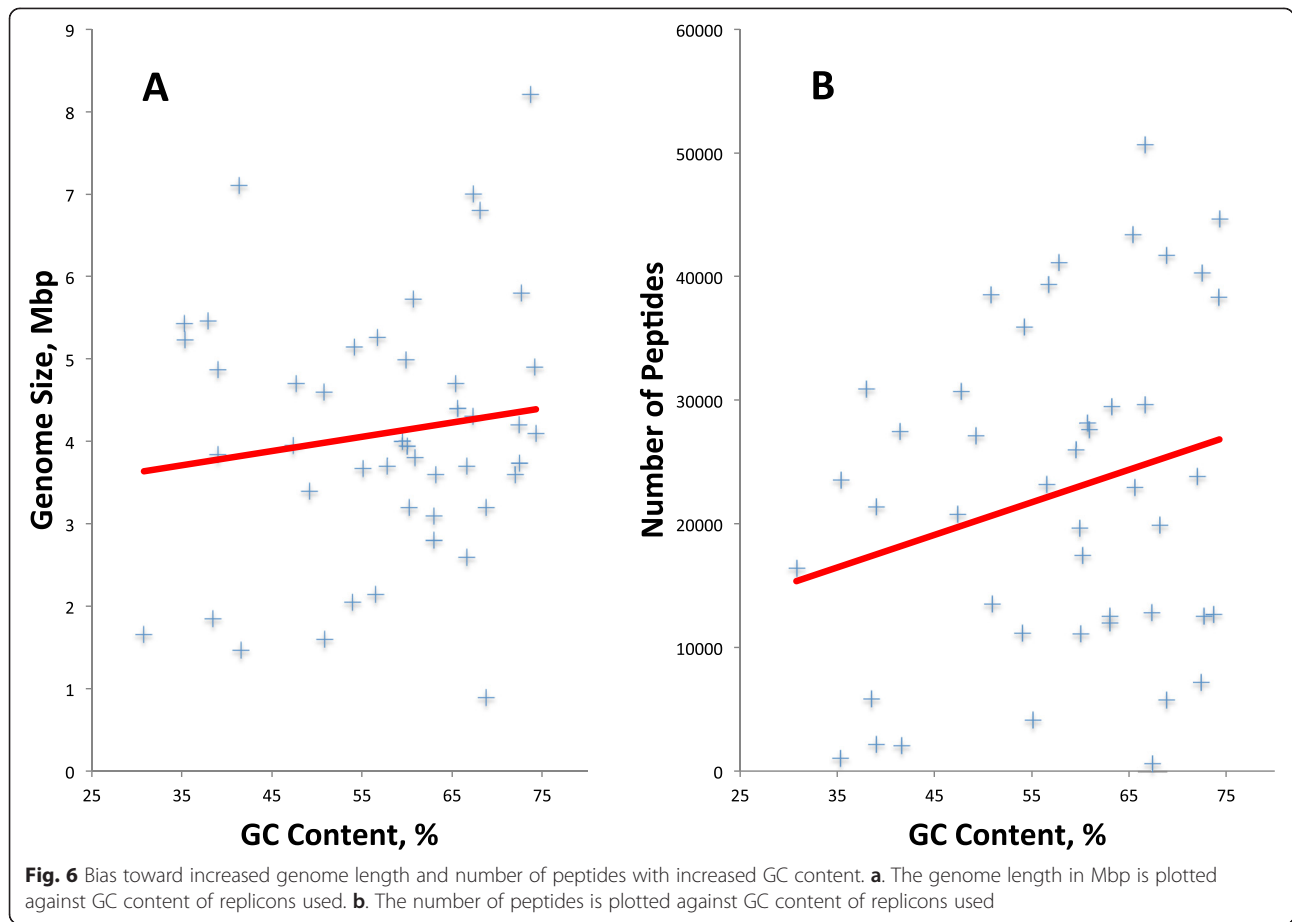 A
Genome Size, Mbp
9
8
7
6
5
4
3
2
1
0
25 35 45 55 65 75
GC Content, %
B
Number of Peptides
60000
50000
40000
30000
20000
10000
0
25 35 45 55 65 75
GC Content, %
Fig. 6 Bias toward increased genome length and number of peptides with increased GC content. a. The genome length in Mbp is plotted
against GC content of replicons used. b. The number of peptides is plotted against GC content of replicons used